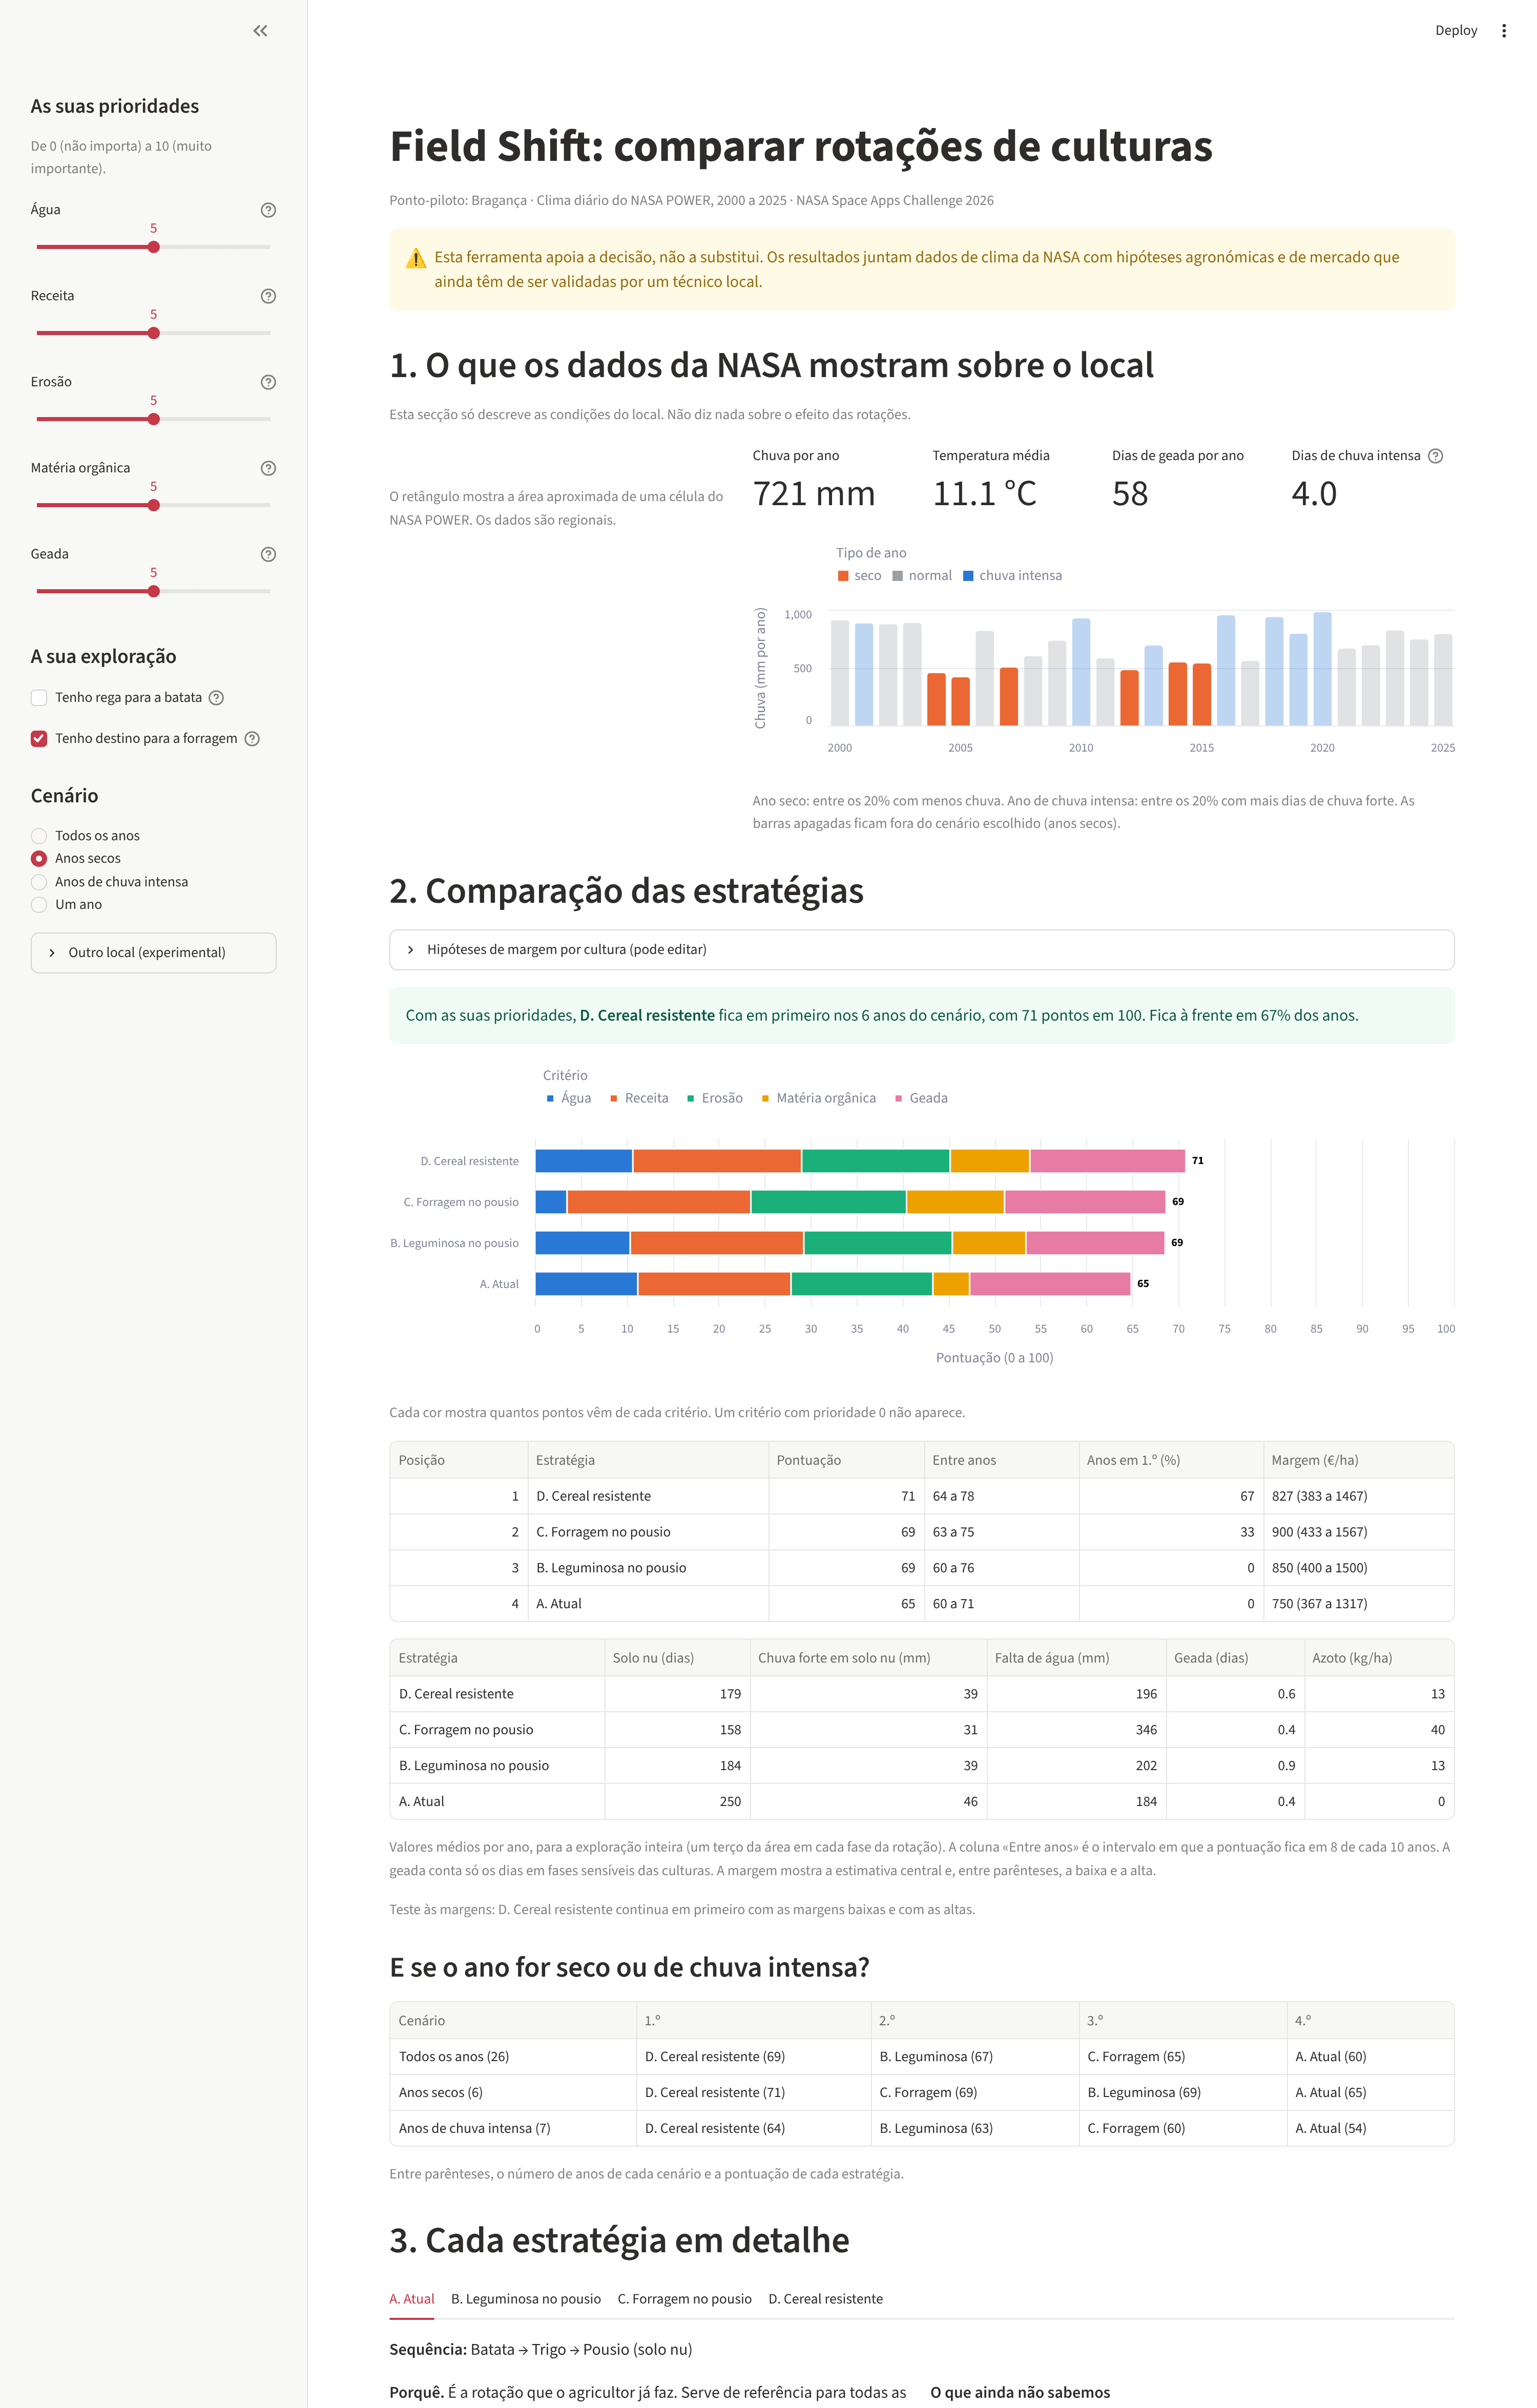 Deploy
As suas prioridades
De 0 (não importa) a 10 (muito
importante).
Água
5
Receita
5
Erosão
5
Matéria orgânica
5
Geada
5
A sua exploração
Tenho rega para a batata
Tenho destino para a forragem
Cenário
Todos os anos
Anos secos
Anos de chuva intensa
Um ano
Outro local (experimental)
Field Shift: comparar rotações de culturas
Ponto-piloto: Bragança · Clima diário do NASA POWER, 2000 a 2025 · NASA Space Apps Challenge 2026
⚠️ Esta ferramenta apoia a decisão, não a substitui. Os resultados juntam dados de clima da NASA com hipóteses agronómicas e de mercado que
ainda têm de ser validadas por um técnico local.
1. O que os dados da NASA mostram sobre o local
Esta secção só descreve as condições do local. Não diz nada sobre o efeito das rotações.
O retângulo mostra a área aproximada de uma célula do
NASA POWER. Os dados são regionais.
Chuva por ano Temperatura média Dias de geada por ano Dias de chuva intensa
721 mm 11.1 °C 58 4.0
Tipo de ano
seco normal chuva intensa
Chuva (mm por ano)
1,000
500
0
2000 2005 2010 2015 2020 2025
Ano seco: entre os 20% com menos chuva. Ano de chuva intensa: entre os 20% com mais dias de chuva forte. As
barras apagadas ficam fora do cenário escolhido (anos secos).
2. Comparação das estratégias
Hipóteses de margem por cultura (pode editar)
Com as suas prioridades, D. Cereal resistente fica em primeiro nos 6 anos do cenário, com 71 pontos em 100. Fica à frente em 67% dos anos.
Critério
Água Receita Erosão Matéria orgânica Geada
D. Cereal resistente 71
C. Forragem no pousio 69
B. Leguminosa no pousio 69
A. Atual 65
0 5 10 15 20 25 30 35 40 45 50 55 60 65 70 75 80 85 90 95 100
Pontuação (0 a 100)
Cada cor mostra quantos pontos vêm de cada critério. Um critério com prioridade 0 não aparece.
Posição Estratégia Pontuação Entre anos Anos em 1.º (%) Margem (€/ha)
1 D. Cereal resistente 71 64 a 78 67 827 (383 a 1467)
2 C. Forragem no pousio 69 63 a 75 33 900 (433 a 1567)
3 B. Leguminosa no pousio 69 60 a 76 0 850 (400 a 1500)
4 A. Atual 65 60 a 71 0 750 (367 a 1317)
Estratégia Solo nu (dias) Chuva forte em solo nu (mm) Falta de água (mm) Geada (dias) Azoto (kg/ha)
D. Cereal resistente 179 39 196 0.6 13
C. Forragem no pousio 158 31 346 0.4 40
B. Leguminosa no pousio 184 39 202 0.9 13
A. Atual 250 46 184 0.4 0
Valores médios por ano, para a exploração inteira (um terço da área em cada fase da rotação). A coluna «Entre anos» é o intervalo em que a pontuação fica em 8 de cada 10 anos. A
geada conta só os dias em fases sensíveis das culturas. A margem mostra a estimativa central e, entre parênteses, a baixa e a alta.
Teste às margens: D. Cereal resistente continua em primeiro com as margens baixas e com as altas.
E se o ano for seco ou de chuva intensa?
Cenário 1.º 2.º 3.º 4.º
Todos os anos (26) D. Cereal resistente (69) B. Leguminosa (67) C. Forragem (65) A. Atual (60)
Anos secos (6) D. Cereal resistente (71) C. Forragem (69) B. Leguminosa (69) A. Atual (65)
Anos de chuva intensa (7) D. Cereal resistente (64) B. Leguminosa (63) C. Forragem (60) A. Atual (54)
Entre parênteses, o número de anos de cada cenário e a pontuação de cada estratégia.
3. Cada estratégia em detalhe
A. Atual B. Leguminosa no pousio C. Forragem no pousio D. Cereal resistente
Sequência: Batata → Trigo → Pousio (solo nu)
Porquê. É a rotação que o agricultor já faz. Serve de referência para todas as
O que ainda não sabemos